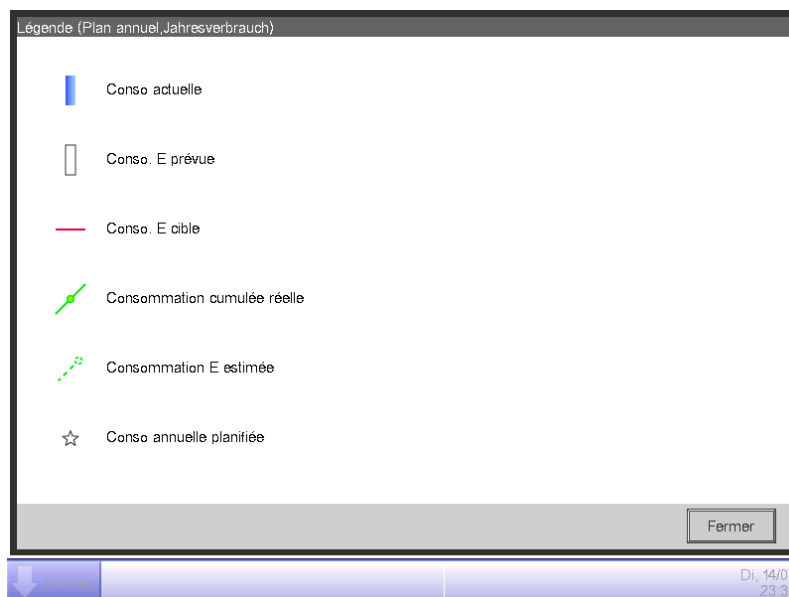 Légende (Plan annuel,Jahresverbrauch)
Conso actuelle
Conso. E prévue
Conso. E cible
Consommation cumulée réelle
Consommation E estimée
Conso annuelle planifiée
Fermer
Di, 14/0
23:3